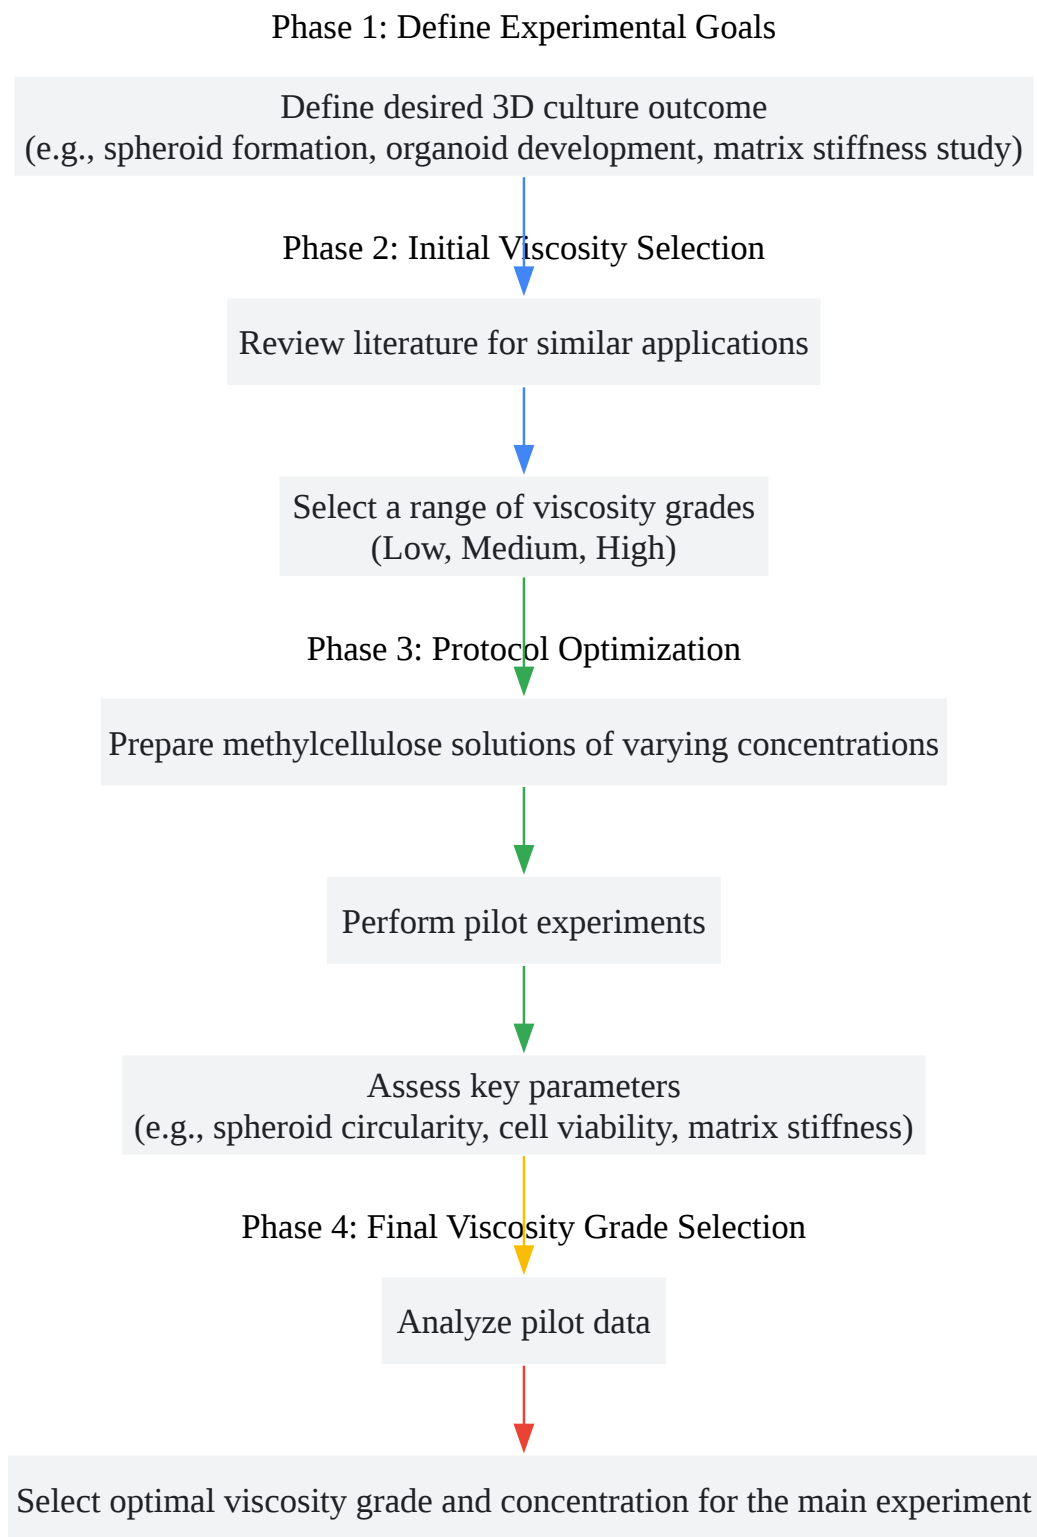 Phase 1: Define Experimental Goals
Define desired 3D culture outcome
(e.g., spheroid formation, organoid development, matrix stiffness study)
Phase 2: Initial Viscosity Selection
Review literature for similar applications
Select a range of viscosity grades
(Low, Medium, High)
Phase 3: Protocol Optimization
Prepare methylcellulose solutions of varying concentrations
Perform pilot experiments
Assess key parameters
(e.g., spheroid circularity, cell viability, matrix stiffness)
Phase 4: Final Viscosity Grade Selection
Analyze pilot data
Select optimal viscosity grade and concentration for the main experiment